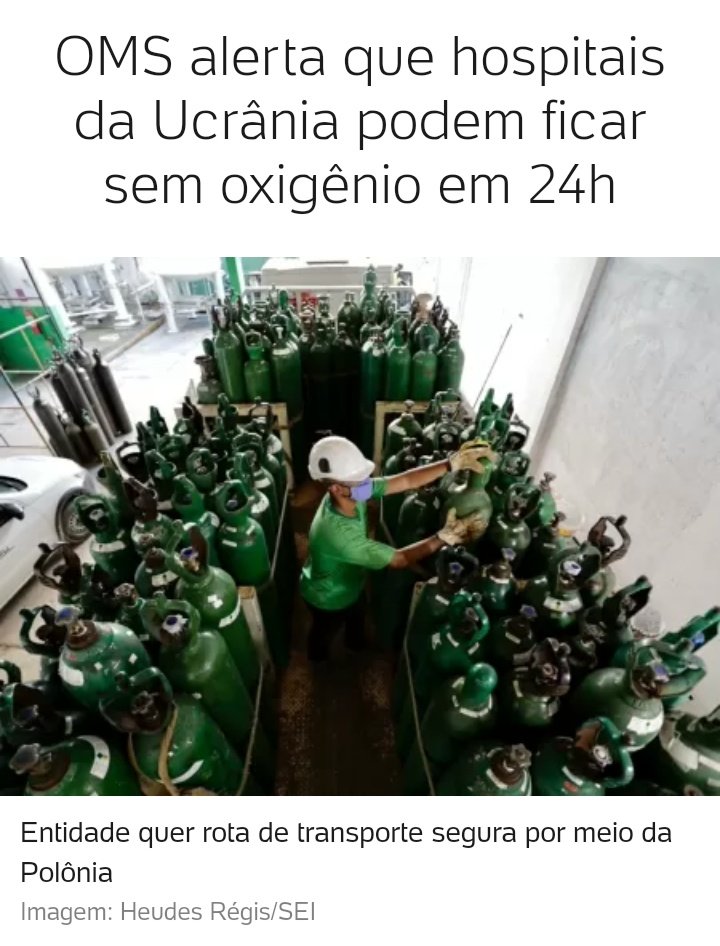 OMS alerta que hospitais
da Ucrânia podem ficar
sem oxigênio em 24h
Entidade quer rota de transporte segura por meio da
Polônia
Imagem: Heudes Régis/SEI